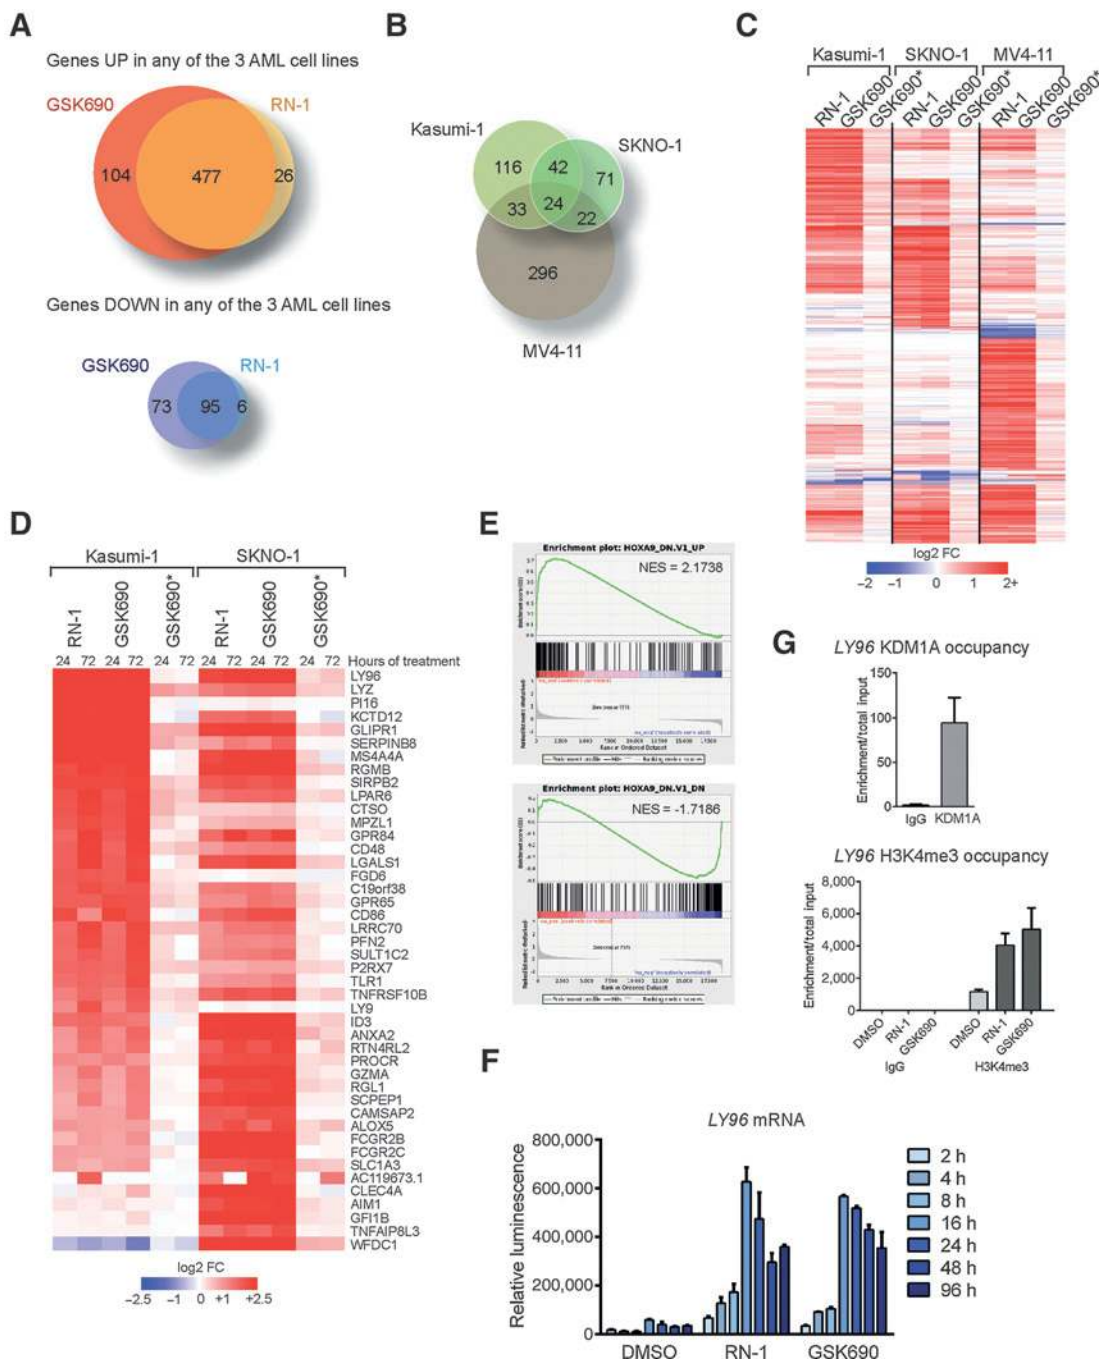 A
Genes UP in any of the 3 AML cell lines
GSK690
RN-1
104
477
26
Genes DOWN in any of the 3 AML cell lines
GSK690
RN-1
73
95
6
B
Kasumi-1
SKNO-1
116
42
71
33
24
22
296
MV4-11
C
Kasumi-1
SKNO-1
MV4-11
RN-1
GSK690
GSK690*
RN-1
GSK690
GSK690*
RN-1
GSK690
GSK690*
log2 FC
−2
−1
0
1
2+
D
Kasumi-1
SKNO-1
RN-1
GSK690
GSK690*
RN-1
GSK690
GSK690*
24 72 24 72 24 72 24 72 24 72 24 72 Hours of treatment
LY96
LYZ
PI16
KCTD12
GLIPR1
SERPINB8
MS4A4A
RGMB
SIRPB2
LPAR6
CTSO
MPZL1
GPR84
CD48
LGALS1
FGD6
C19orf38
GPR65
CD86
LRRC70
PFN2
SULT1C2
P2RX7
TLR1
TNFRSF10B
LY9
ID3
ANXA2
RTN4RL2
PROCR
GZMA
RGL1
SCPEP1
CAMSAP2
ALOX5
FCGR2B
FCGR2C
SLC1A3
AC119673.1
CLEC4A
AIM1
GFI1B
TNFAIP8L3
WFDC1
log2 FC
−2.5
−1
0
+1
+2.5
E
Enrichment plot: HOXA9_DN.V1_UP
NES = 2.1738
Rank in Ordered Dataset
Enrichment plot: HOXA9_DN.V1_DN
NES = -1.7186
Rank in Ordered Dataset
F
LY96 mRNA
Relative luminescence
800,000
600,000
400,000
200,000
0
DMSO
RN-1
GSK690
2 h
4 h
8 h
16 h
24 h
48 h
96 h
G
LY96 KDM1A occupancy
Enrichment/total input
150
100
50
0
IgG
KDM1A
LY96 H3K4me3 occupancy
Enrichment/total input
8,000
6,000
4,000
2,000
0
DMSO
RN-1
GSK690
DMSO
RN-1
GSK690
IgG
H3K4me3